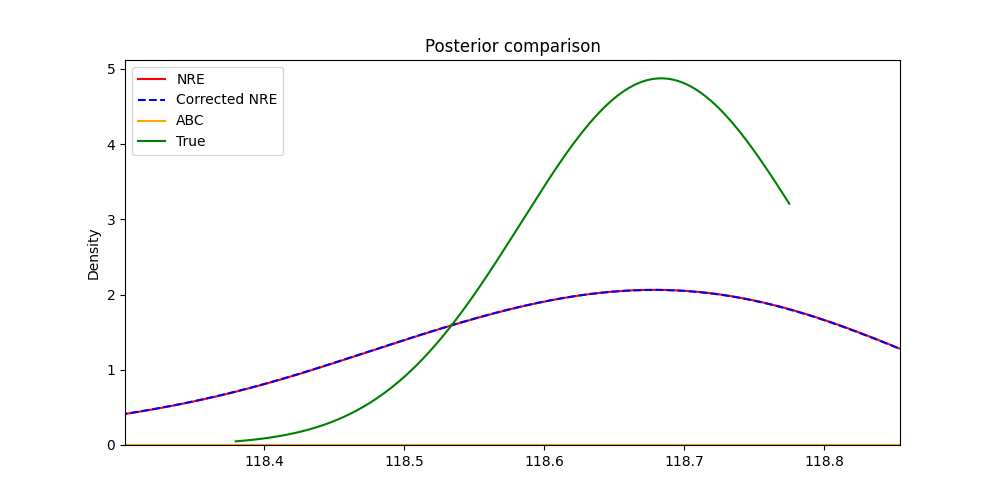 Posterior comparison
NRE
Corrected NRE
ABC
True
Density
5
4
3
2
1
0
118.4 118.5 118.6 118.7 118.8